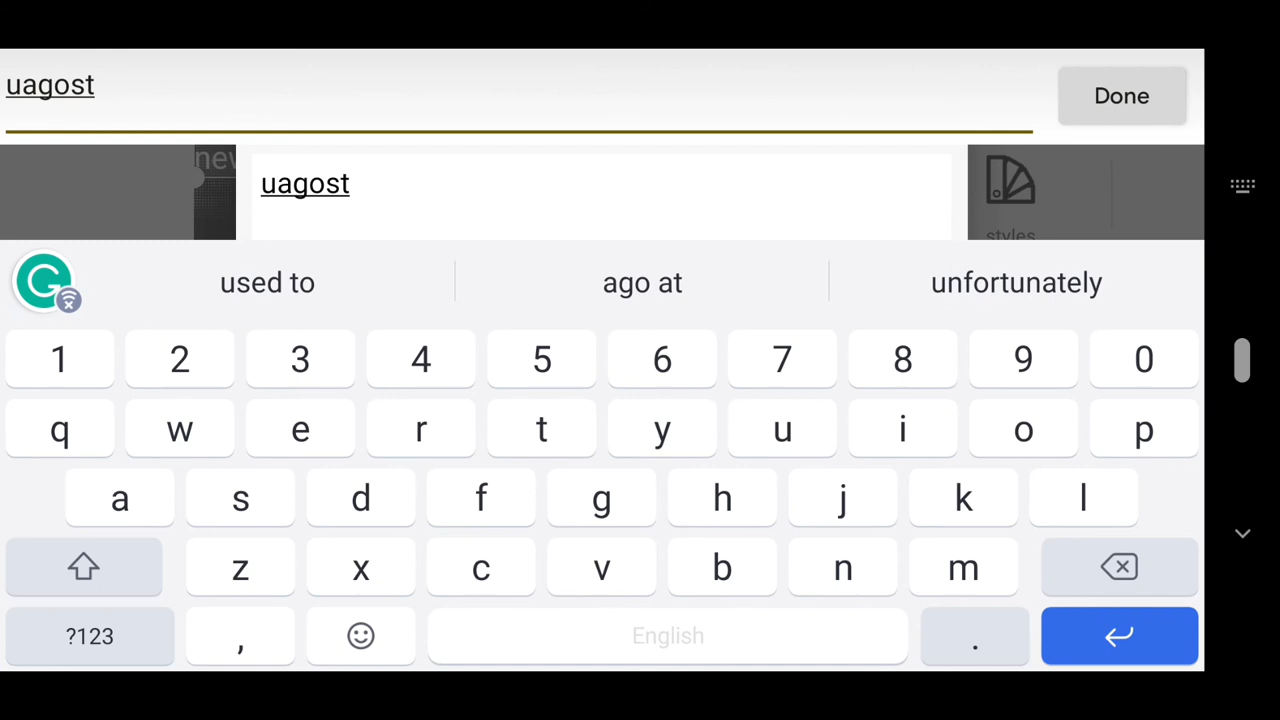 uagost
Done
new
uagost
styles
used to
ago at
unfortunately
1 2 3 4 5 6 7 8 9 0
q w e r t y u i o p
a s d f g h j k l
z x c v b n m
?123 , English .